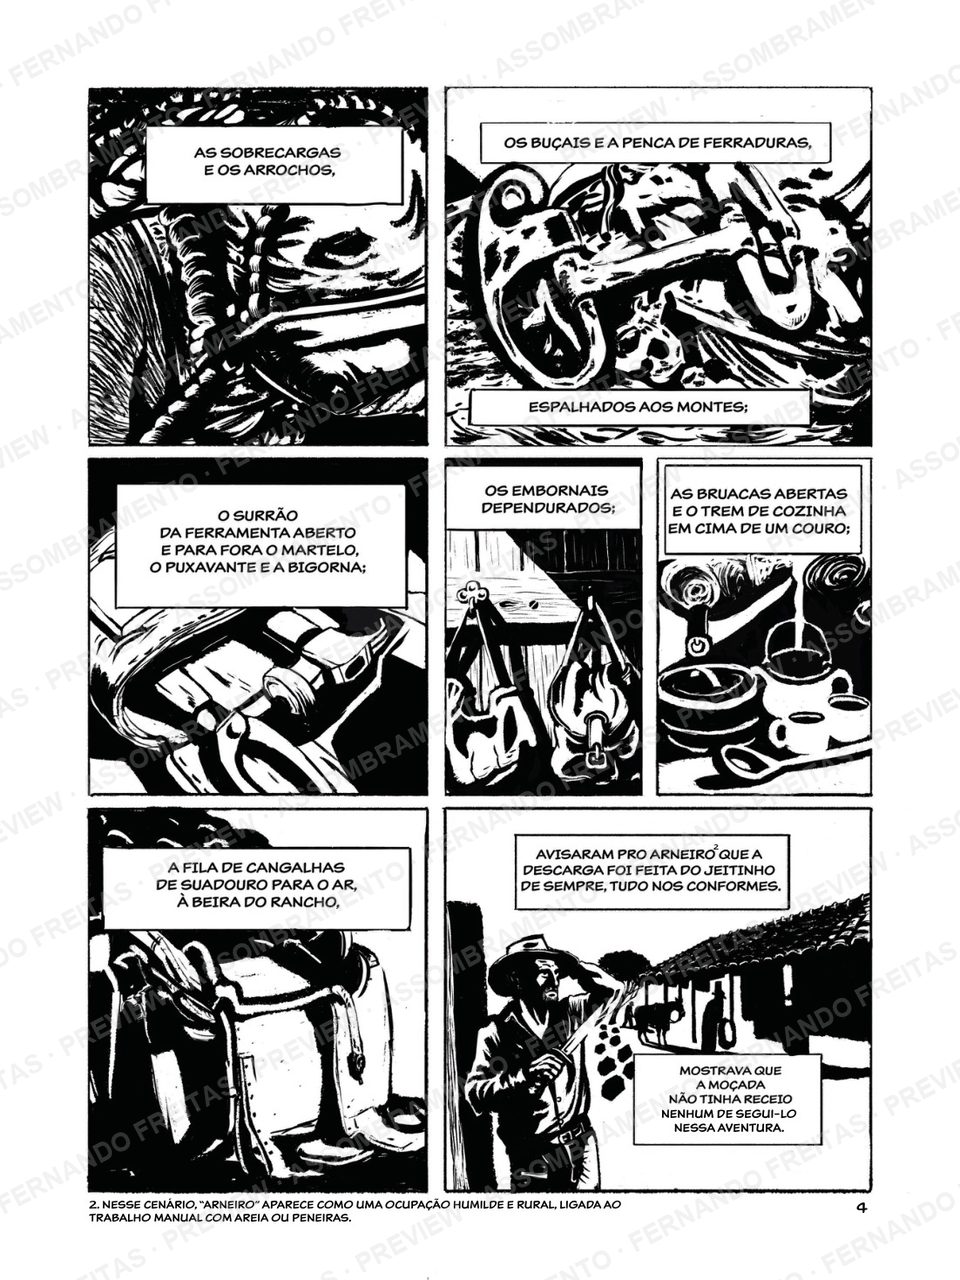 AS SOBRECARGAS
E OS ARROCHOS,
OS BUÇAIS E A PENCA DE FERRADURAS,
ESPALHADOS AOS MONTES;
O SURRÃO
DA FERRAMENTA ABERTO
E PARA FORA O MARTELO,
O PUXAVANTE E A BIGORNA;
OS EMBORNAIS
DEPENDURADOS;
AS BRUACAS ABERTAS
E O TREM DE COZINHA
EM CIMA DE UM COURO;
A FILA DE CANGALHAS
DE SUADOURO PARA O AR,
À BEIRA DO RANCHO,
AVISARAM PRO ARNEIRO² QUE A
DESCARGA FOI FEITA DO JEITINHO
DE SEMPRE, TUDO NOS CONFORMES.
MOSTRAVA QUE
A MOÇADA
NÃO TINHA RECEIO
NENHUM DE SEGUI-LO
NESSA AVENTURA.
2. NESSE CENÁRIO, “ARNEIRO” APARECE COMO UMA OCUPAÇÃO HUMILDE E RURAL, LIGADA AO
TRABALHO MANUAL COM AREIA OU PENEIRAS.
4
ASSOMBRAMENTO · FERNANDO FREITAS · PREVIEW